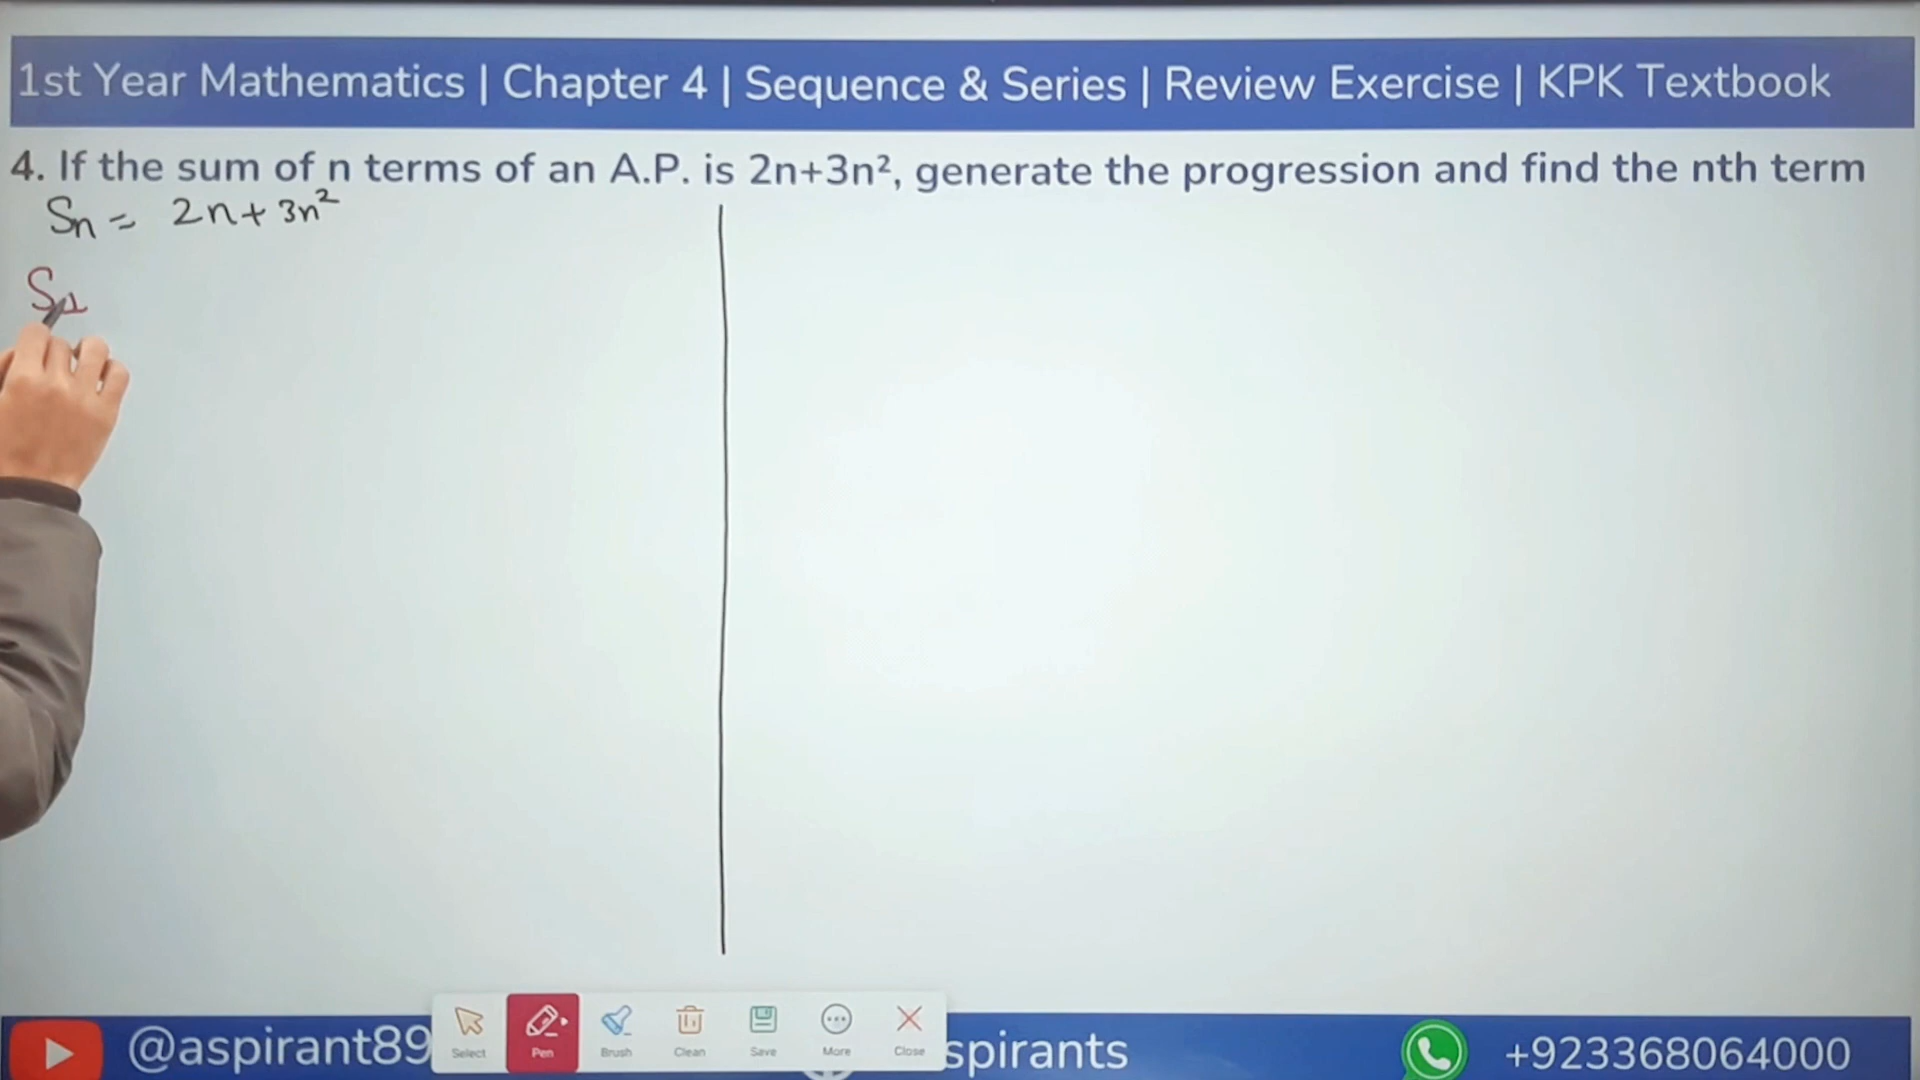 1st Year Mathematics | Chapter 4 | Sequence & Series | Review Exercise | KPK Textbook
4. If the sum of n terms of an A.P. is 2n+3n², generate the progression and find the nth term
Sn = 2n+3n²
S1
@aspirant89
spirants
+923368064000
Select
Pen
Brush
Clean
Save
More
Close